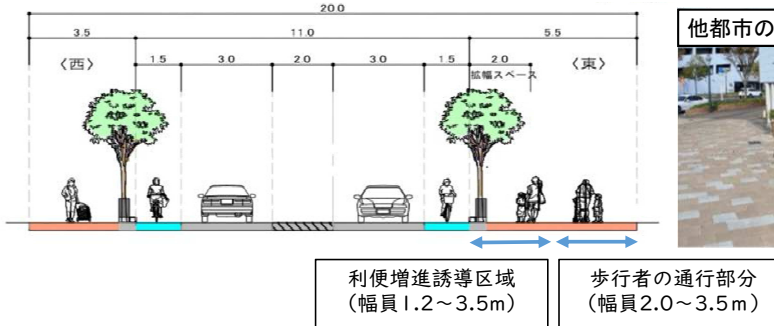 20.0
3.5 11.0 5.5
〈西〉 1.5 3.0 2.0 3.0 1.5 2.0 〈東〉
拡幅スペース
他都市の
利便増進誘導区域
(幅員1.2~3.5m)
歩行者の通行部分
(幅員2.0~3.5m)